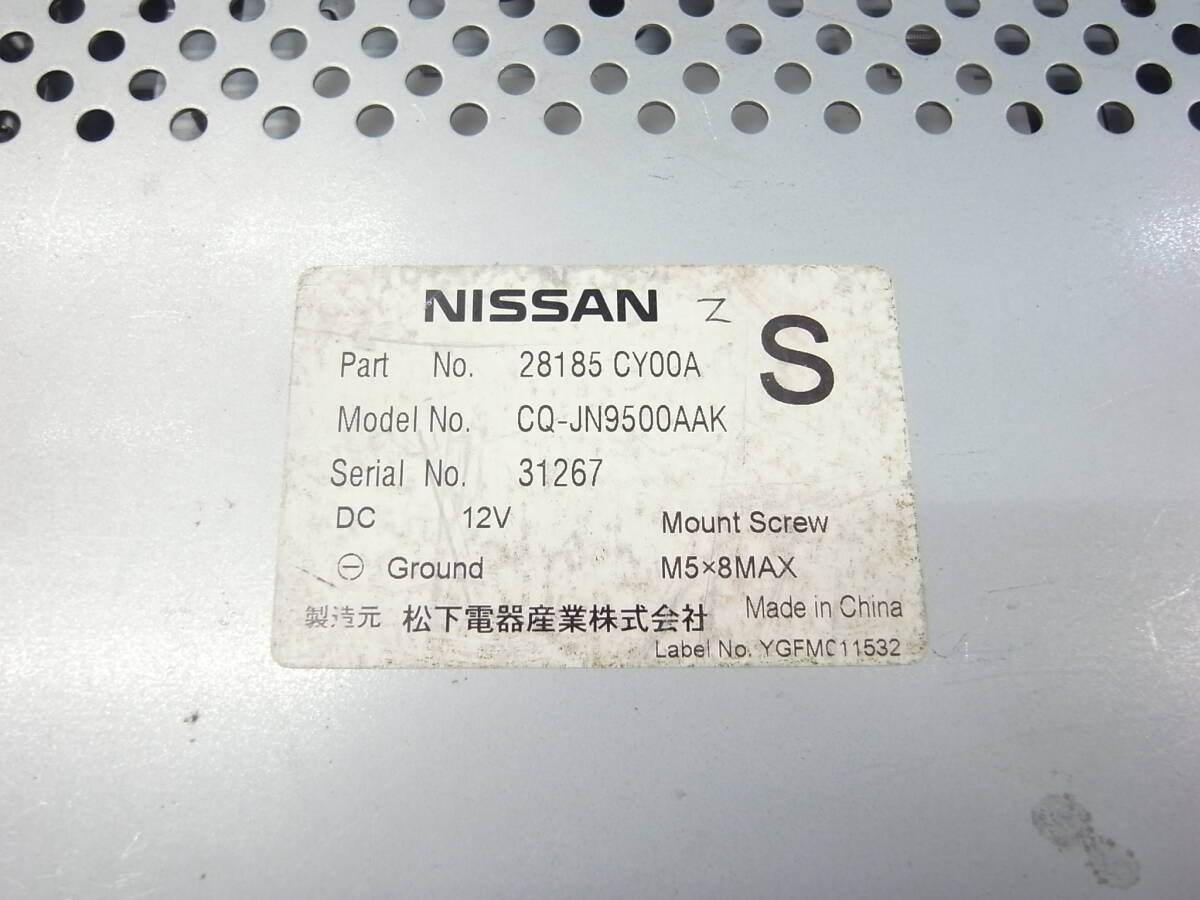 NISSAN Z S
Part No. 28185 CY00A
Model No. CQ-JN9500AAK
Serial No. 31267
DC 12V Mount Screw
⊖ Ground M5×8MAX
製造元 松下電器産業株式会社 Made in China
Label No. YGFM011532